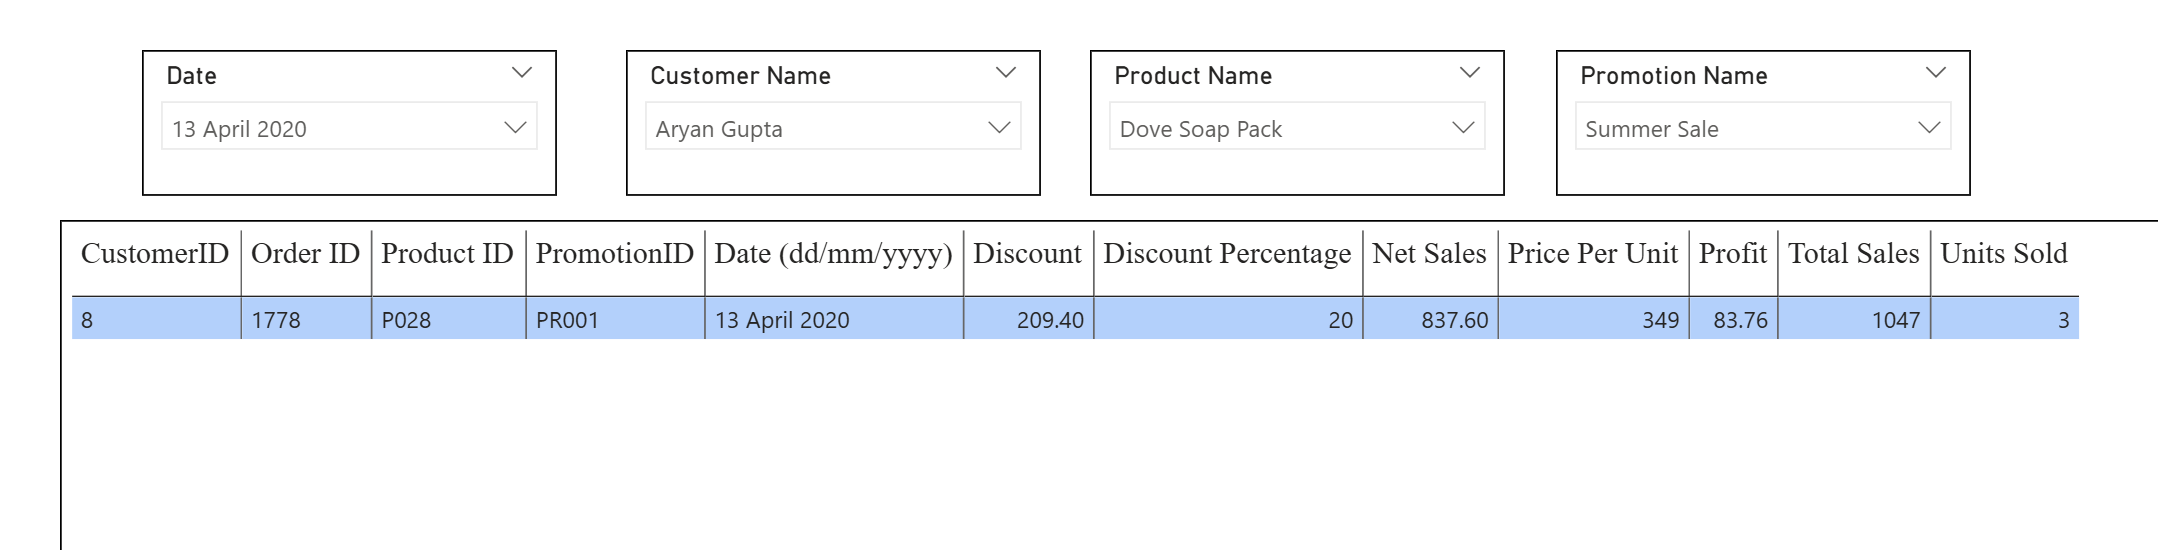 Date Customer Name Product Name Promotion Name
13 April 2020 Aryan Gupta Dove Soap Pack Summer Sale
CustomerID Order ID Product ID PromotionID Date (dd/mm/yyyy) Discount Discount Percentage Net Sales Price Per Unit Profit Total Sales Units Sold
8 1778 P028 PR001 13 April 2020 209.40 20 837.60 349 83.76 1047 3